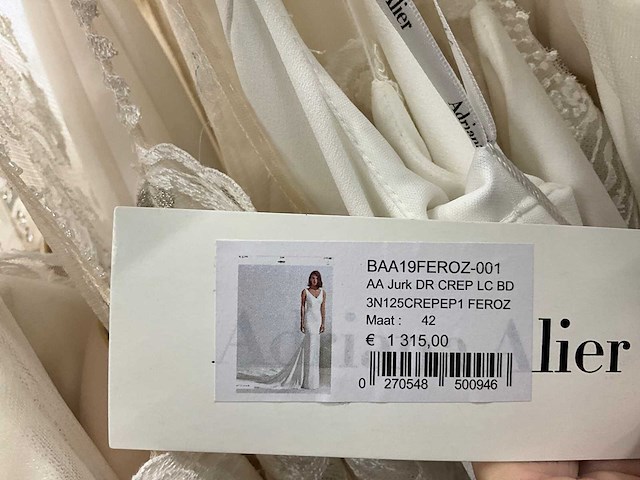 lier
Adriana
BAA19FEROZ-001
AA Jurk DR CREP LC BD
3N125CREPEP1 FEROZ
Maat : 42
€ 1 315,00
Alier
0 270548 500946